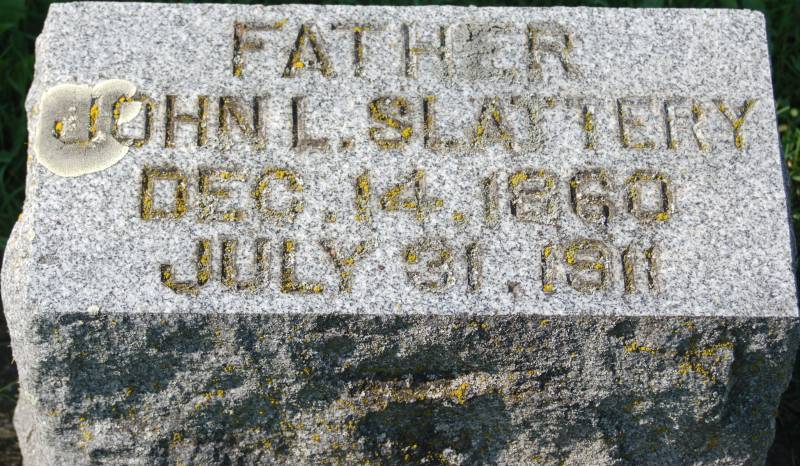 FATHER
JOHN L. SLATTERY
DEC. 14, 1860
JULY 31, 1911